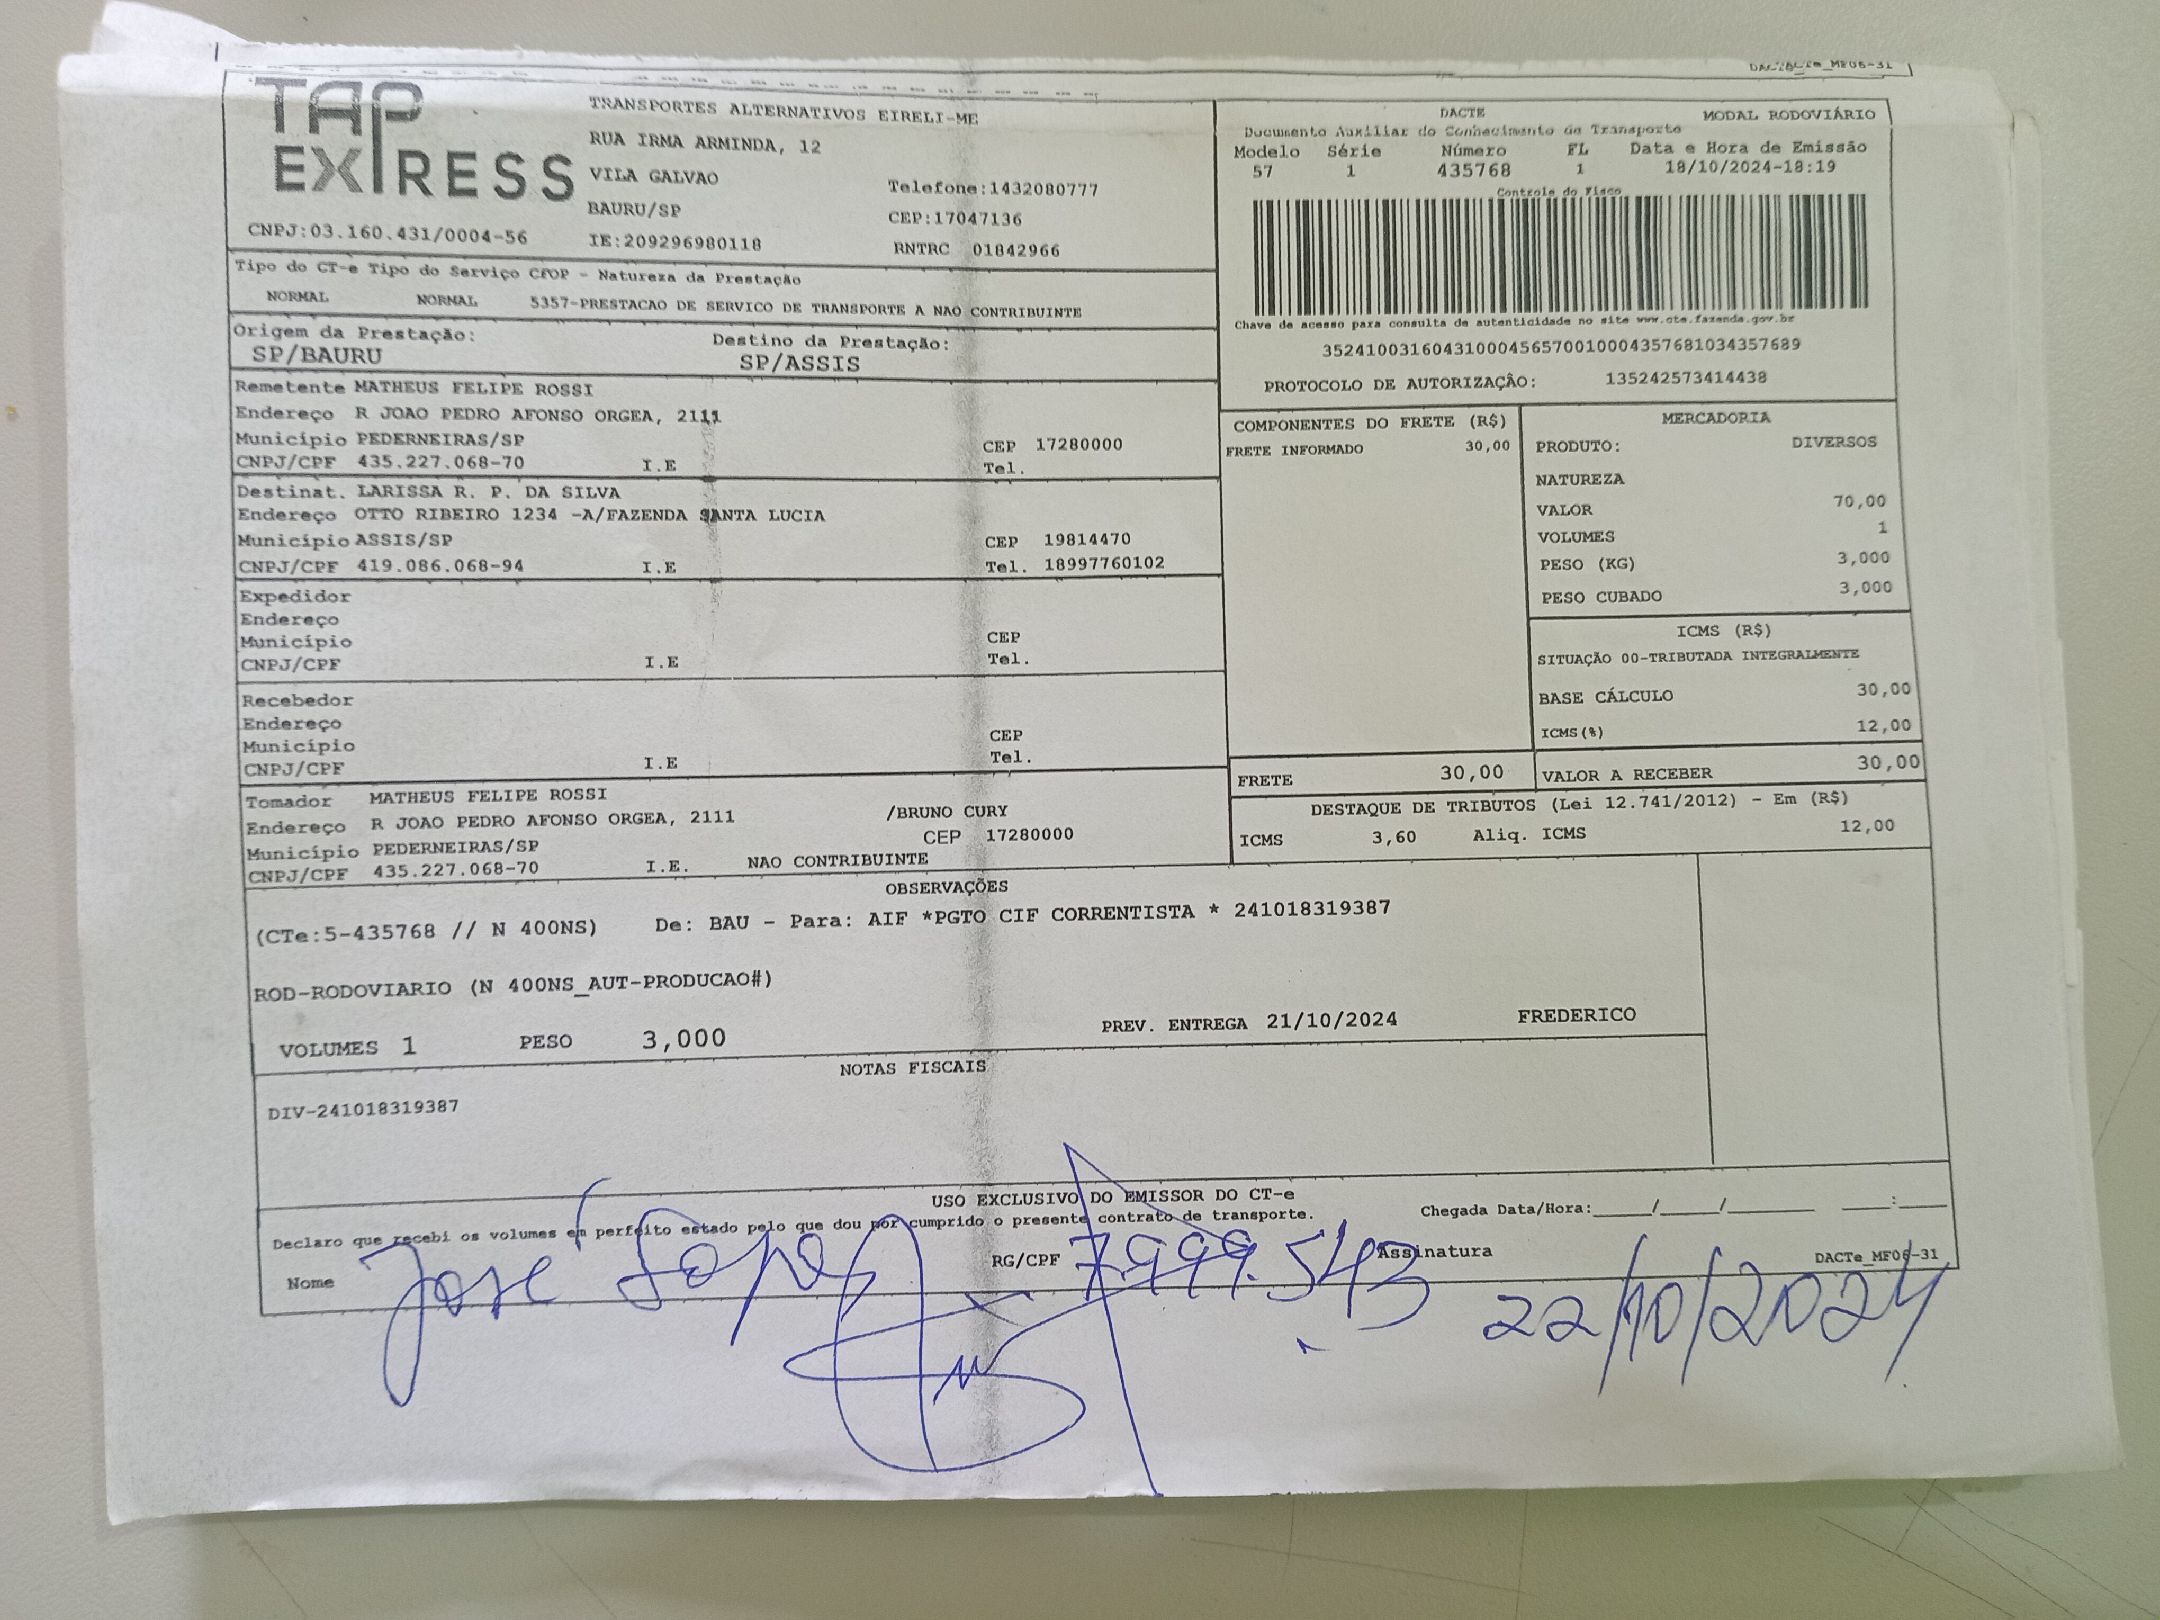 DACTe_MF06-31
TAP EXPRESS
TRANSPORTES ALTERNATIVOS EIRELI-ME
RUA IRMA ARMINDA, 12
VILA GALVAO
Telefone:1432080777
BAURU/SP
CEP:17047136
CNPJ:03.160.431/0004-56
IE:209296980118
RNTRC 01842966
DACTE
MODAL RODOVIÁRIO
Documento Auxiliar do Conhecimento de Transporte
Modelo Série Número FL Data e Hora de Emissão
57 1 435768 1 18/10/2024-18:19
Controle do Fisco
Chave de acesso para consulta de autenticidade no site www.cte.fazenda.gov.br
35241003160431000456570010004357681034357689
PROTOCOLO DE AUTORIZAÇÃO: 135242573414438
Tipo do CT-e Tipo do Serviço CFOP - Natureza da Prestação
NORMAL NORMAL 5357-PRESTACAO DE SERVICO DE TRANSPORTE A NAO CONTRIBUINTE
Origem da Prestação: Destino da Prestação:
SP/BAURU SP/ASSIS
Remetente MATHEUS FELIPE ROSSI
Endereço R JOAO PEDRO AFONSO ORGEA, 2111
Município PEDERNEIRAS/SP CEP 17280000
CNPJ/CPF 435.227.068-70 I.E Tel.
Destinat. LARISSA R. P. DA SILVA
Endereço OTTO RIBEIRO 1234 -A/FAZENDA SANTA LUCIA
Município ASSIS/SP CEP 19814470
CNPJ/CPF 419.086.068-94 I.E Tel. 18997760102
Expedidor
Endereço
Município CEP
CNPJ/CPF I.E Tel.
Recebedor
Endereço
Município CEP
CNPJ/CPF I.E Tel.
Tomador MATHEUS FELIPE ROSSI
Endereço R JOAO PEDRO AFONSO ORGEA, 2111 /BRUNO CURY
Município PEDERNEIRAS/SP CEP 17280000
CNPJ/CPF 435.227.068-70 I.E. NAO CONTRIBUINTE
COMPONENTES DO FRETE (R$)
FRETE INFORMADO 30,00
MERCADORIA
PRODUTO: DIVERSOS
NATUREZA
VALOR 70,00
VOLUMES 1
PESO (KG) 3,000
PESO CUBADO 3,000
ICMS (R$)
SITUAÇÃO 00-TRIBUTADA INTEGRALMENTE
BASE CÁLCULO 30,00
ICMS(%) 12,00
FRETE 30,00 VALOR A RECEBER 30,00
DESTAQUE DE TRIBUTOS (Lei 12.741/2012) - Em (R$)
ICMS 3,60 Aliq. ICMS 12,00
OBSERVAÇÕES
(CTe:5-435768 // N 400NS) De: BAU - Para: AIF *PGTO CIF CORRENTISTA * 241018319387
ROD-RODOVIARIO (N 400NS_AUT-PRODUCAO#)
VOLUMES 1 PESO 3,000 PREV. ENTREGA 21/10/2024 FREDERICO
NOTAS FISCAIS
DIV-241018319387
USO EXCLUSIVO DO EMISSOR DO CT-e
Declaro que recebi os volumes em perfeito estado pelo que dou por cumprido o presente contrato de transporte. Chegada Data/Hora:_____/_____/_______ ____:____
Nome José Lopes RG/CPF 7.999.543 Assinatura DACTe_MF06-31
22/10/2024